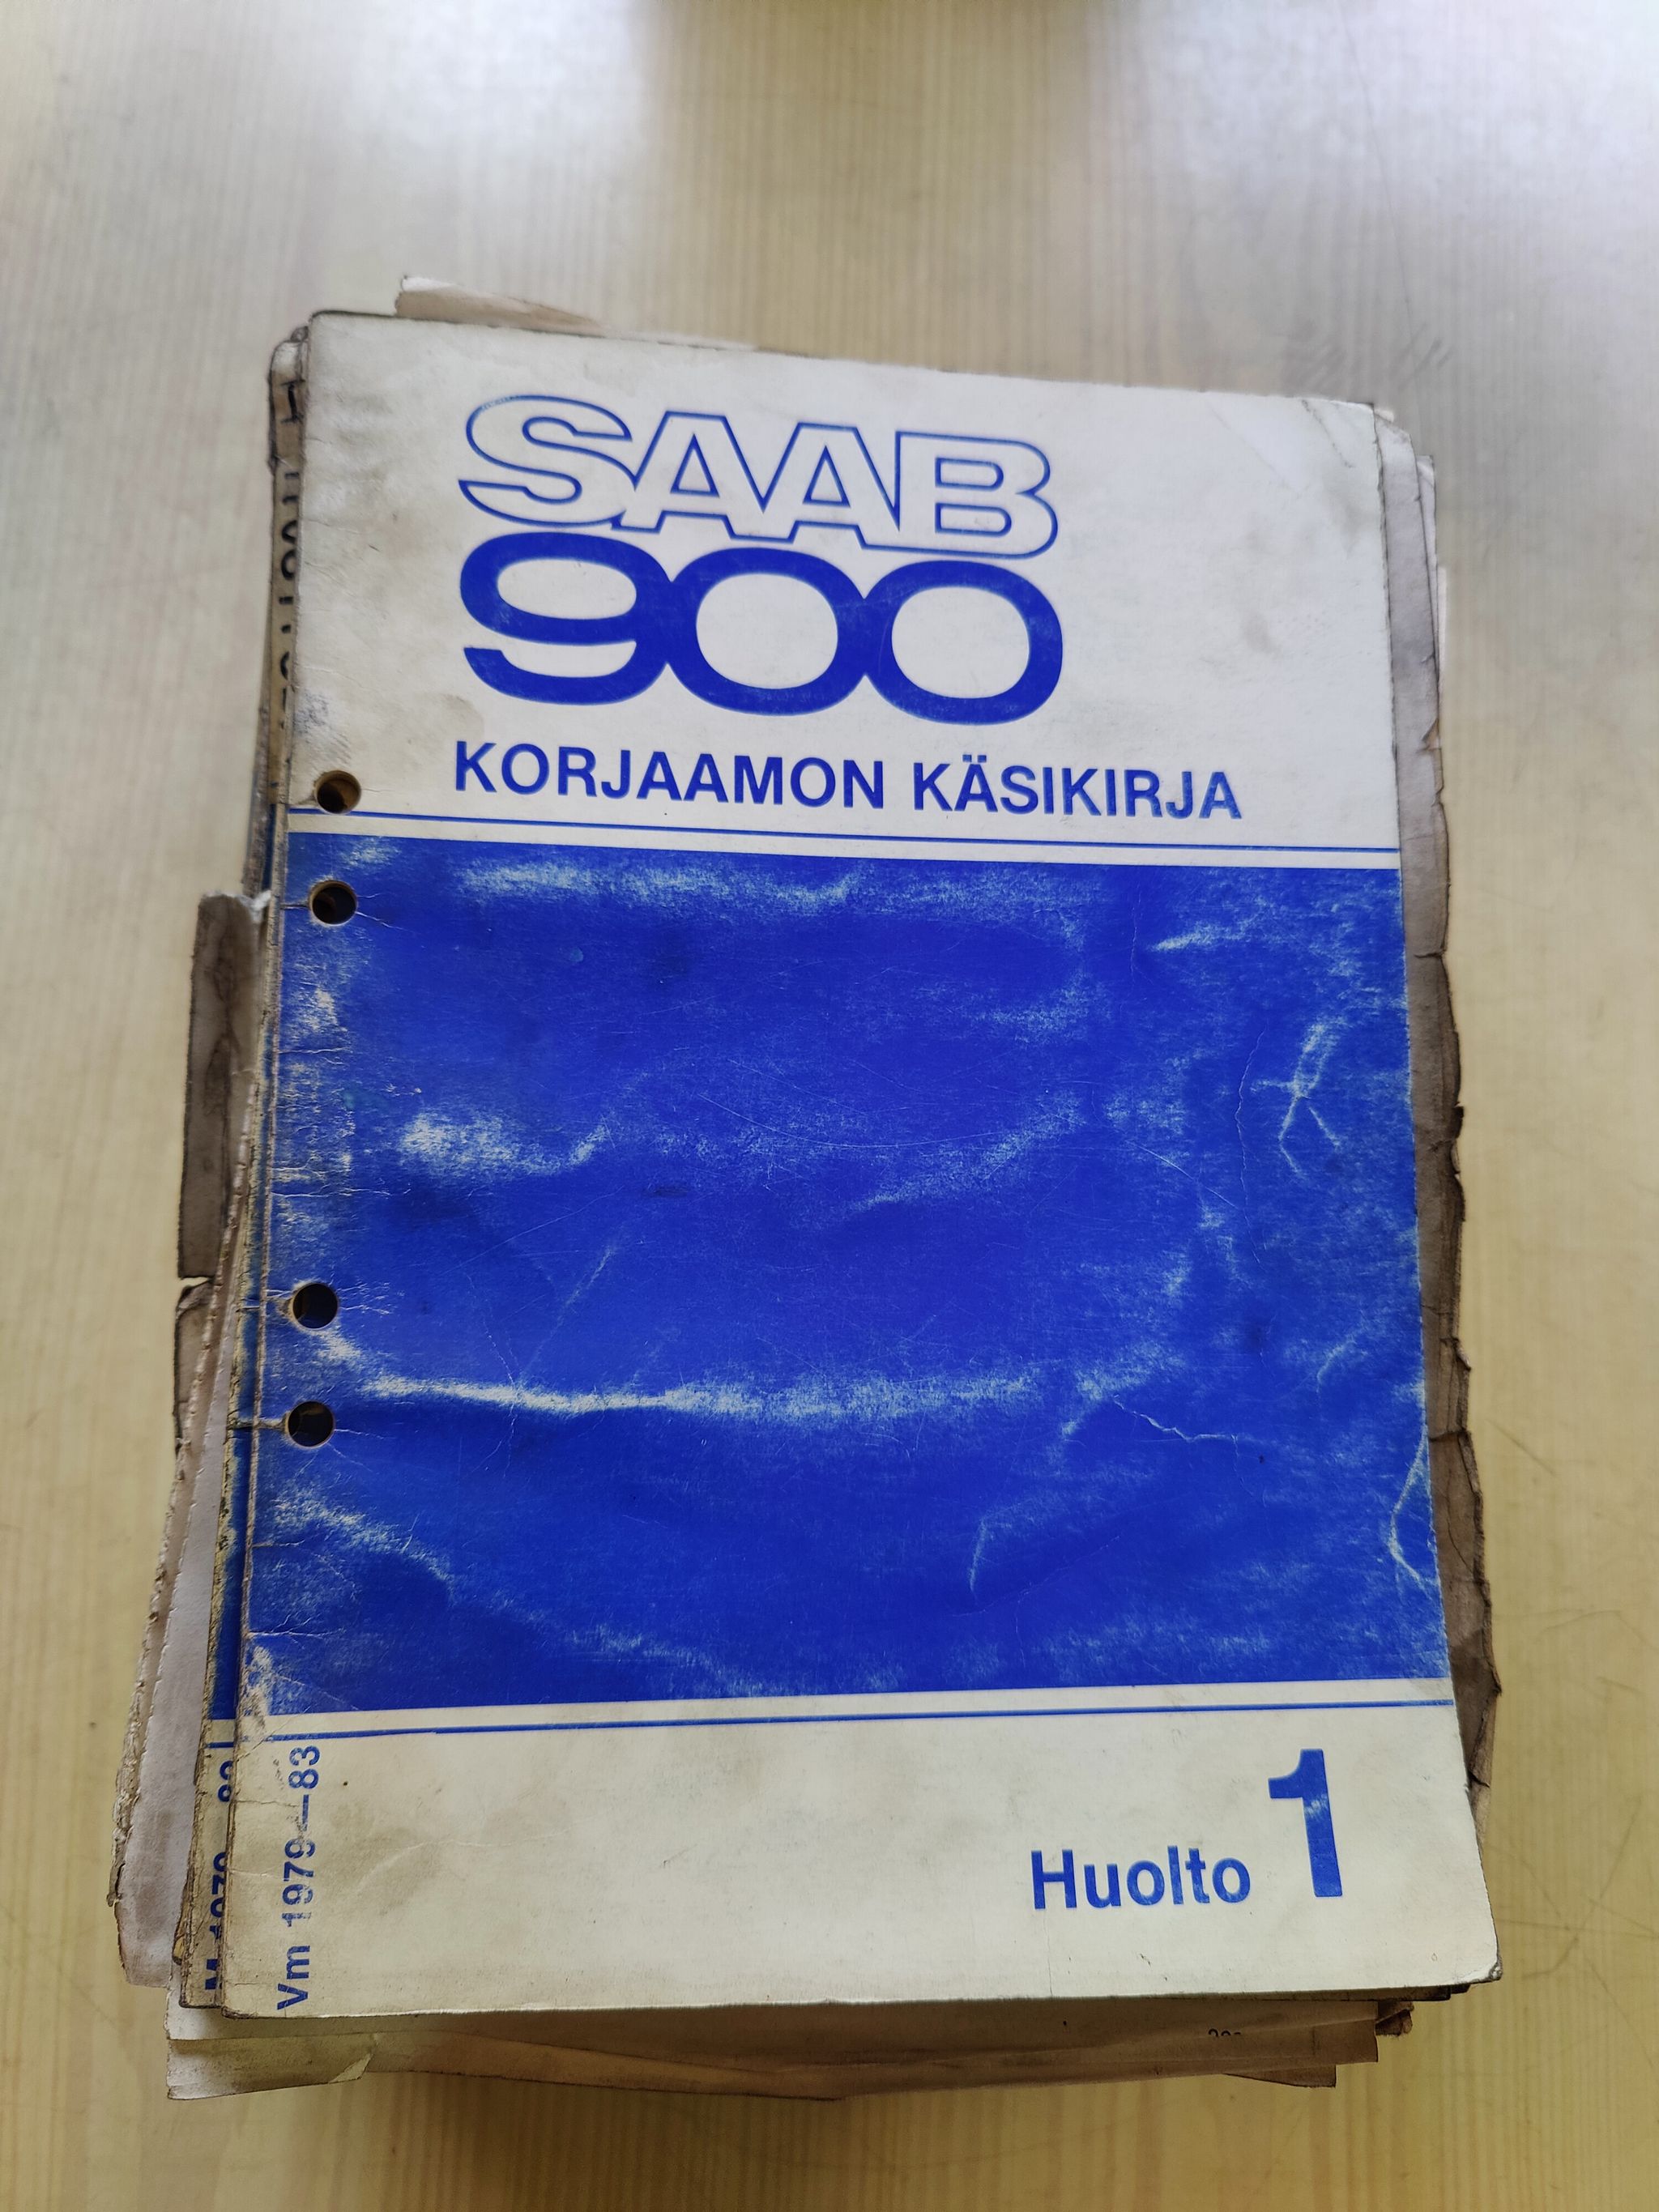 SAAB
900
KORJAAMON KÄSIKIRJA
Huolto 1
Vm 1979—83